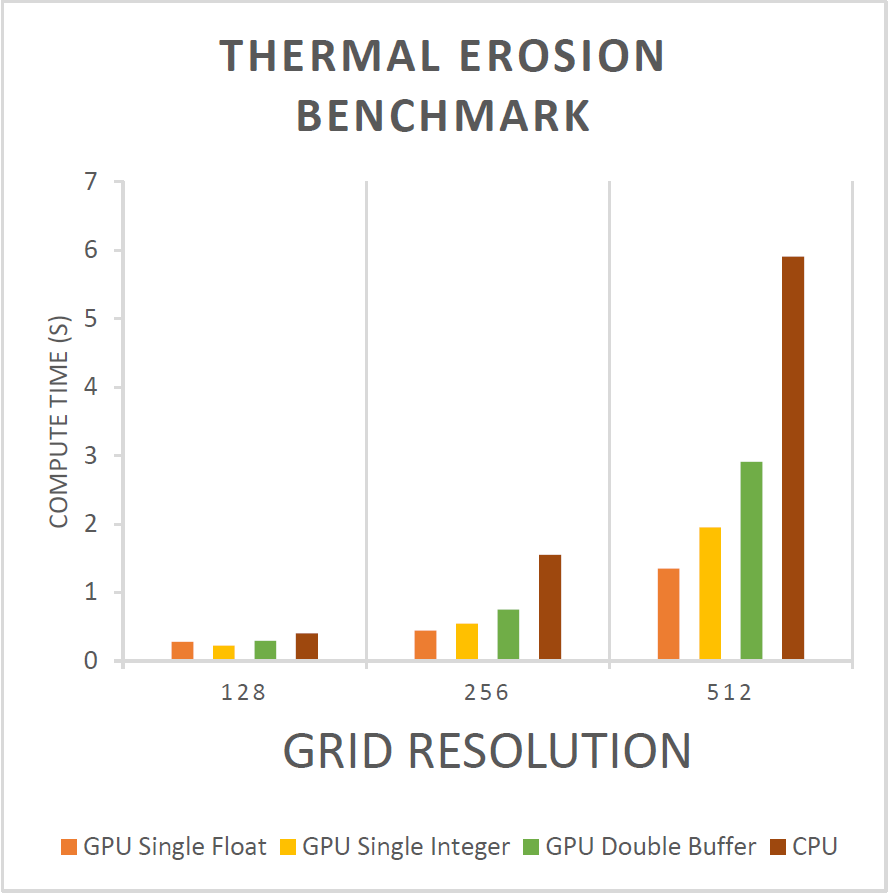 THERMAL EROSION
BENCHMARK
7
6
5
4
3
2
1
0
COMPUTE TIME (S)
128 256 512
GRID RESOLUTION
GPU Single Float GPU Single Integer GPU Double Buffer CPU